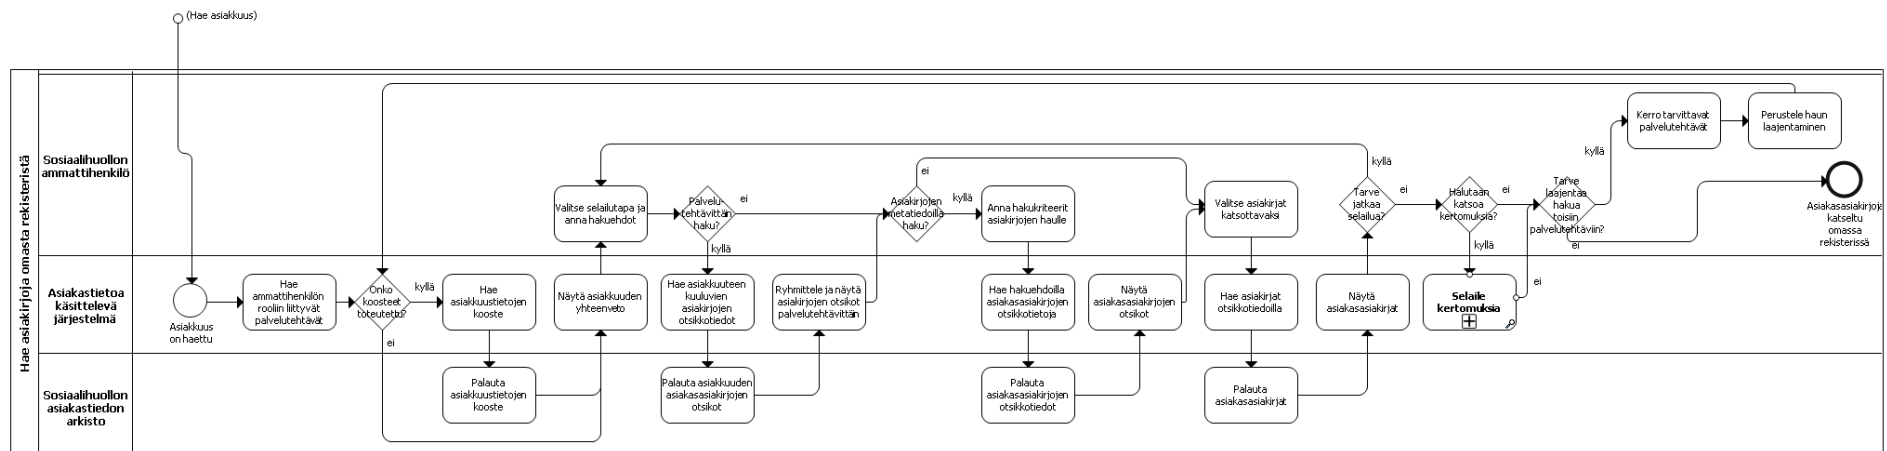 (Hae asiakkuus)
Hae asiakirjoja omasta rekisteristä
Sosiaalihuollon
ammattihenkilö
Kerro tarvittavat
palvelutehtävät
Perustele haun
laajentaminen
kyllä
Valitse selailutapa ja
anna hakuehdot
Palvelu-
tehtävittäin
haku?
ei
kyllä
Asiakirjojen
metatiedoilla
haku?
ei
kyllä
Anna hakukriteerit
asiakirjojen haulle
Valitse asiakirjat
katsottavaksi
Tarve
jatkaa
selailua?
kyllä
ei
Halutaan
katsoa
kertomuksia?
ei
kyllä
Tarve
laajentaa
hakua
toisiin
palvelutehtäviin?
ei
Asiakasasiakirjoja
katseltu
omassa
rekisterissä
Asiakastietoa
käsittelevä
järjestelmä
Asiakkuus
on haettu
Hae
ammattihenkilön
rooliin liittyvät
palvelutehtävät
Onko
koosteet
toteutettu?
kyllä
ei
Hae
asiakkuustietojen
kooste
Näytä asiakkuuden
yhteenveto
Hae asiakkuuteen
kuuluvien
asiakirjojen
otsikkotiedot
Ryhmittele ja näytä
asiakirjojen otsikot
palvelutehtävittäin
Hae hakuehdoilla
asiakasasiakirjojen
otsikkotietoja
Näytä
asiakasasiakirjojen
otsikot
Hae asiakirjat
otsikkotiedoilla
Näytä
asiakasasiakirjat
Selaile
kertomuksia
ei
Sosiaalihuollon
asiakastiedon
arkisto
Palauta
asiakkuustietojen
kooste
Palauta asiakkuuden
asiakasasiakirjojen
otsikot
Palauta
asiakasasiakirjojen
otsikkotiedot
Palauta
asiakasasiakirjat